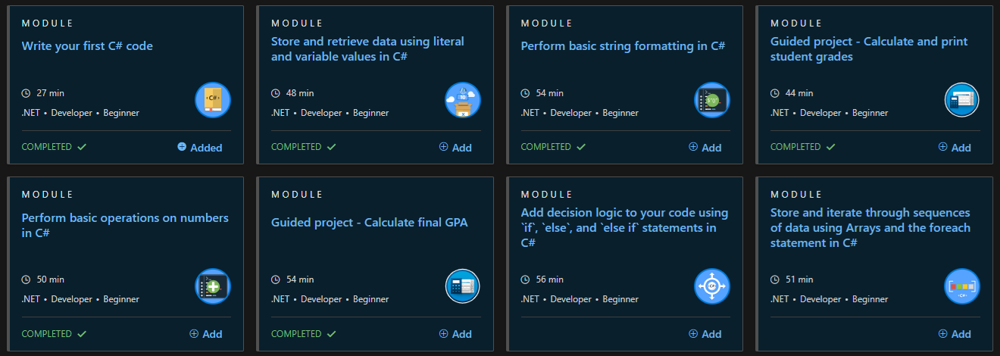 MODULE
Write your first C# code
27 min
.NET • Developer • Beginner
COMPLETED
Added
MODULE
Store and retrieve data using literal
and variable values in C#
48 min
.NET • Developer • Beginner
COMPLETED
Add
MODULE
Perform basic string formatting in C#
54 min
.NET • Developer • Beginner
COMPLETED
Add
MODULE
Guided project - Calculate and print
student grades
44 min
.NET • Developer • Beginner
COMPLETED
Add
MODULE
Perform basic operations on numbers
in C#
50 min
.NET • Developer • Beginner
COMPLETED
Add
MODULE
Guided project - Calculate final GPA
54 min
.NET • Developer • Beginner
COMPLETED
Add
MODULE
Add decision logic to your code using
`if`, `else`, and `else if` statements in
C#
56 min
.NET • Developer • Beginner
Add
MODULE
Store and iterate through sequences
of data using Arrays and the foreach
statement in C#
51 min
.NET • Developer • Beginner
Add